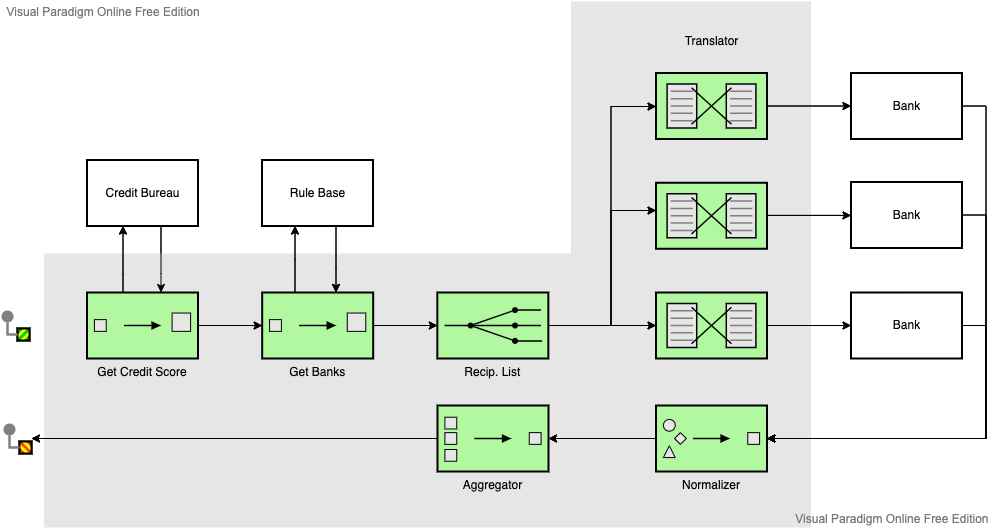 Visual Paradigm Online Free Edition
Translator
Bank
Credit Bureau
Rule Base
Bank
Bank
Get Credit Score
Get Banks
Recip. List
Aggregator
Normalizer
Visual Paradigm Online Free Edition